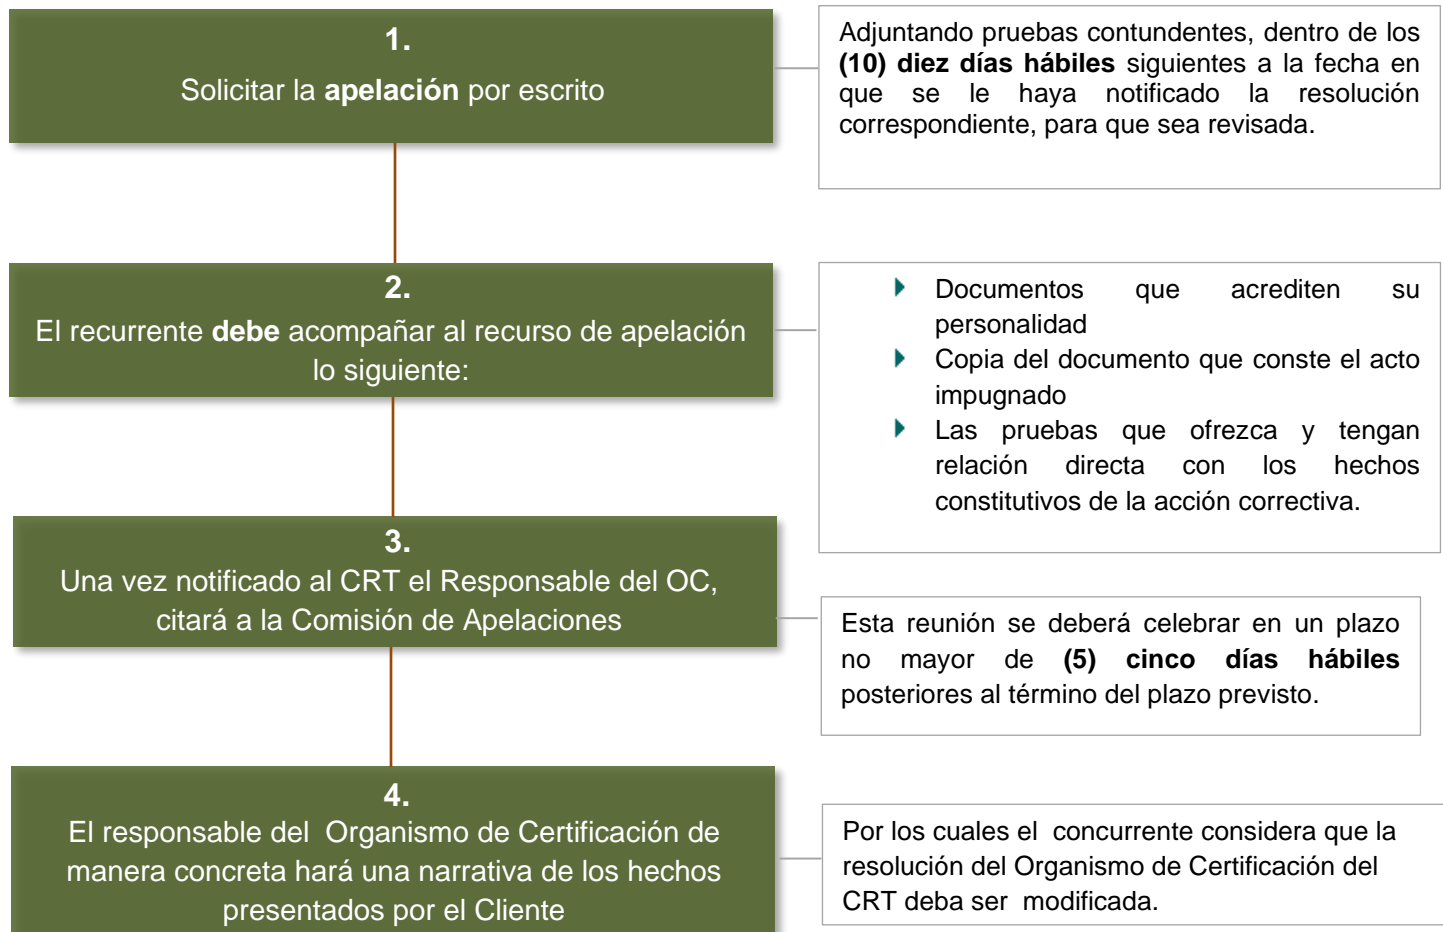 1.
Solicitar la apelación por escrito
Adjuntando pruebas contundentes, dentro de los
(10) diez días hábiles siguientes a la fecha en
que se le haya notificado la resolución
correspondiente, para que sea revisada.
2.
El recurrente debe acompañar al recurso de apelación
lo siguiente:
Documentos que acrediten su
personalidad
Copia del documento que conste el acto
impugnado
Las pruebas que ofrezca y tengan
relación directa con los hechos
constitutivos de la acción correctiva.
3.
Una vez notificado al CRT el Responsable del OC,
citará a la Comisión de Apelaciones
Esta reunión se deberá celebrar en un plazo
no mayor de (5) cinco días hábiles
posteriores al término del plazo previsto.
4.
El responsable del Organismo de Certificación de
manera concreta hará una narrativa de los hechos
presentados por el Cliente
Por los cuales el concurrente considera que la
resolución del Organismo de Certificación del
CRT deba ser modificada.